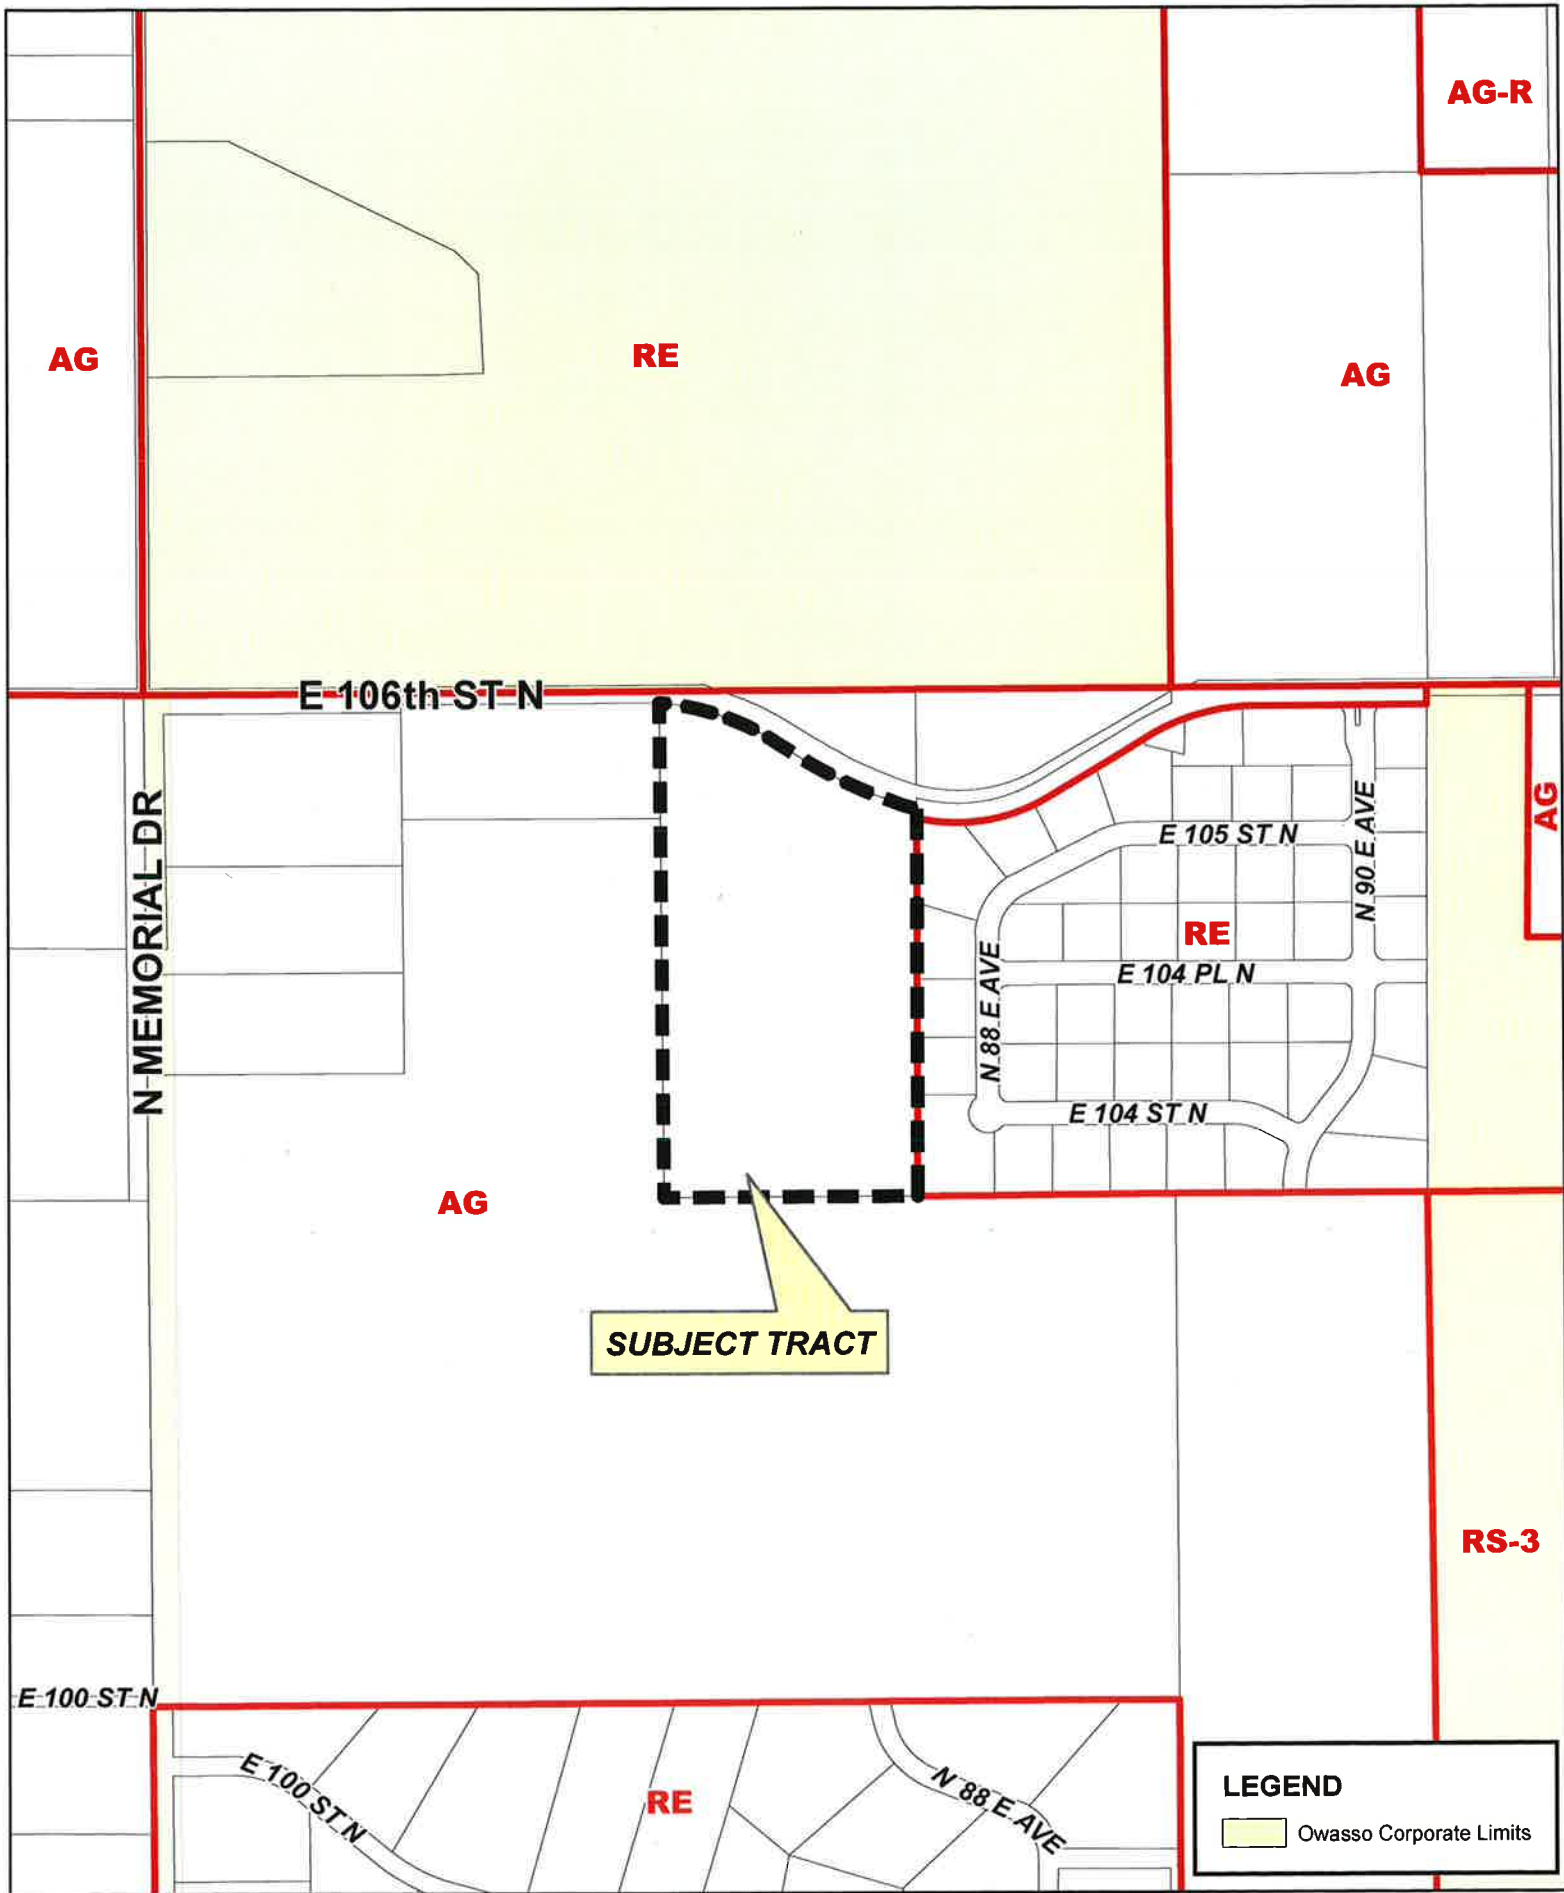 AG-R
AG
RE
AG
E 106th ST N
N MEMORIAL DR
AG
E 105 ST N
N 90 E AVE
RE
N 88 E AVE
E 104 PL N
E 104 ST N
AG
SUBJECT TRACT
RS-3
E 100 ST N
E 100 ST N
RE
N 88 E AVE
LEGEND
Owasso Corporate Limits